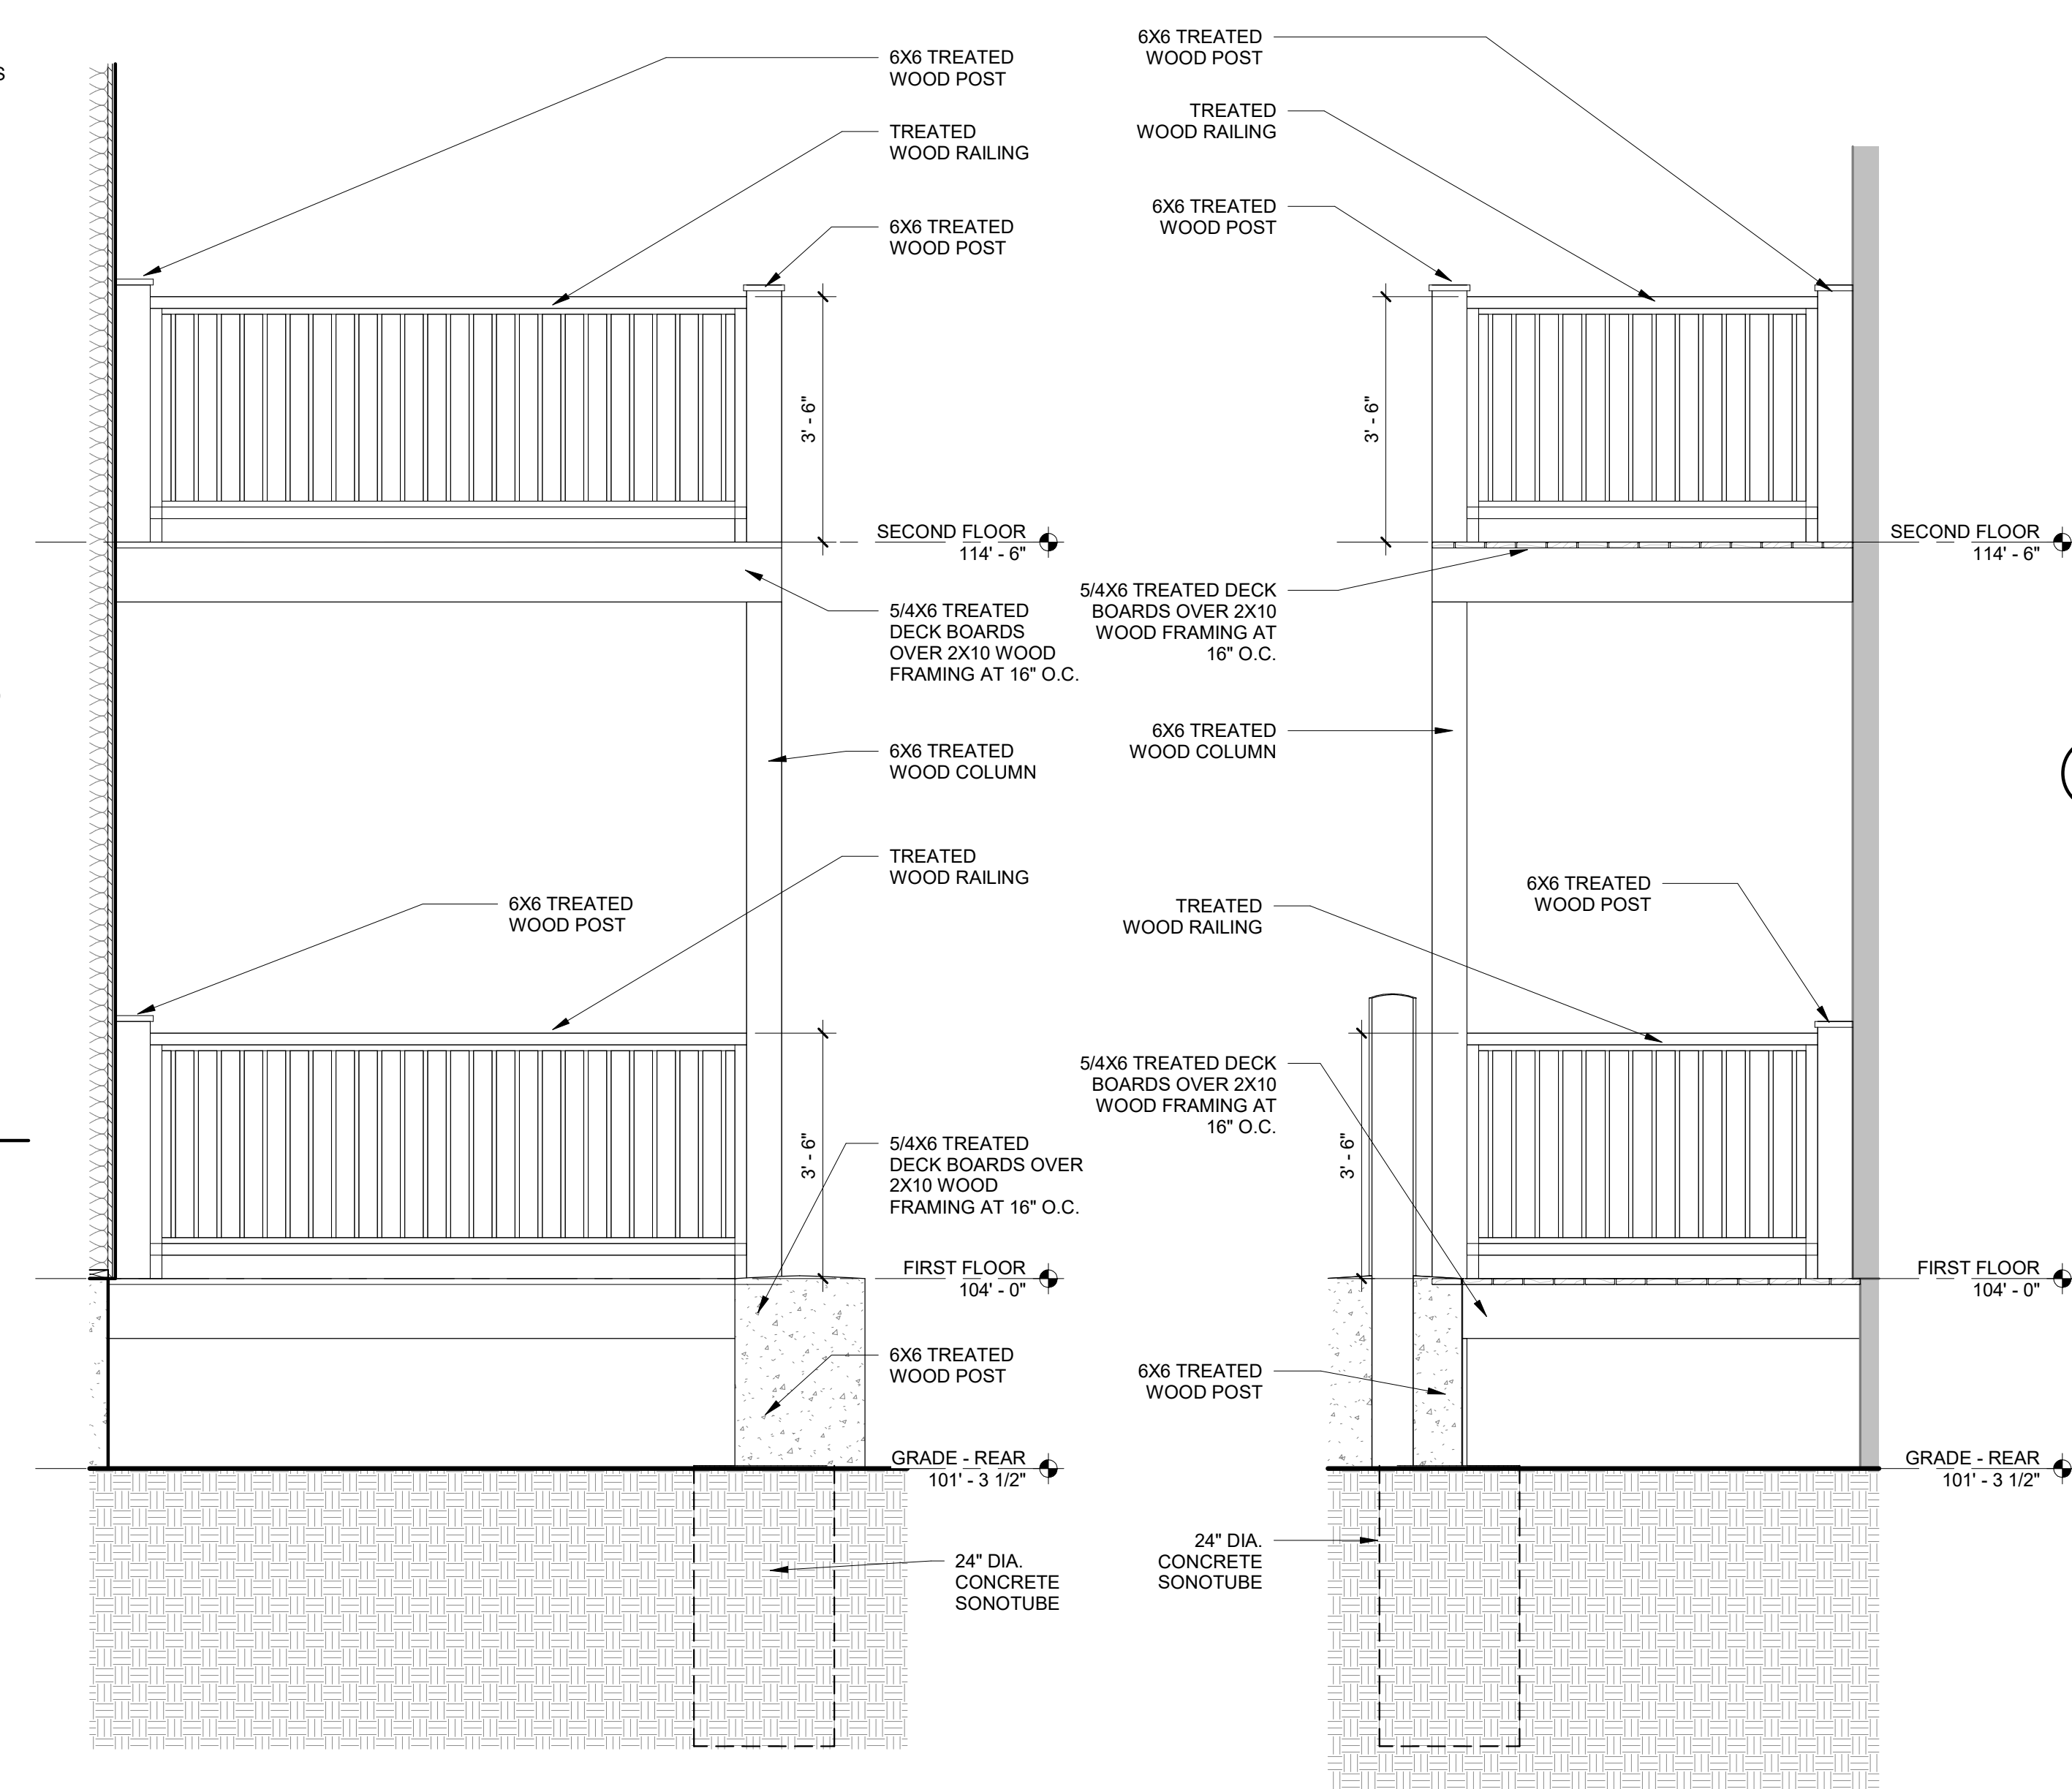 6X6 TREATED
WOOD POST
TREATED
WOOD RAILING
6X6 TREATED
WOOD POST
3' - 6"
SECOND FLOOR
114' - 6"
5/4X6 TREATED
DECK BOARDS
OVER 2X10 WOOD
FRAMING AT 16" O.C.
6X6 TREATED
WOOD COLUMN
TREATED
WOOD RAILING
6X6 TREATED
WOOD POST
3' - 6"
5/4X6 TREATED
DECK BOARDS OVER
2X10 WOOD
FRAMING AT 16" O.C.
FIRST FLOOR
104' - 0"
6X6 TREATED
WOOD POST
GRADE - REAR
101' - 3 1/2"
24" DIA.
CONCRETE
SONOTUBE
6X6 TREATED
WOOD POST
TREATED
WOOD RAILING
6X6 TREATED
WOOD POST
3' - 6"
SECOND FLOOR
114' - 6"
5/4X6 TREATED DECK
BOARDS OVER 2X10
WOOD FRAMING AT
16" O.C.
6X6 TREATED
WOOD COLUMN
6X6 TREATED
WOOD POST
TREATED
WOOD RAILING
5/4X6 TREATED DECK
BOARDS OVER 2X10
WOOD FRAMING AT
16" O.C.
3' - 6"
FIRST FLOOR
104' - 0"
6X6 TREATED
WOOD POST
GRADE - REAR
101' - 3 1/2"
24" DIA.
CONCRETE
SONOTUBE